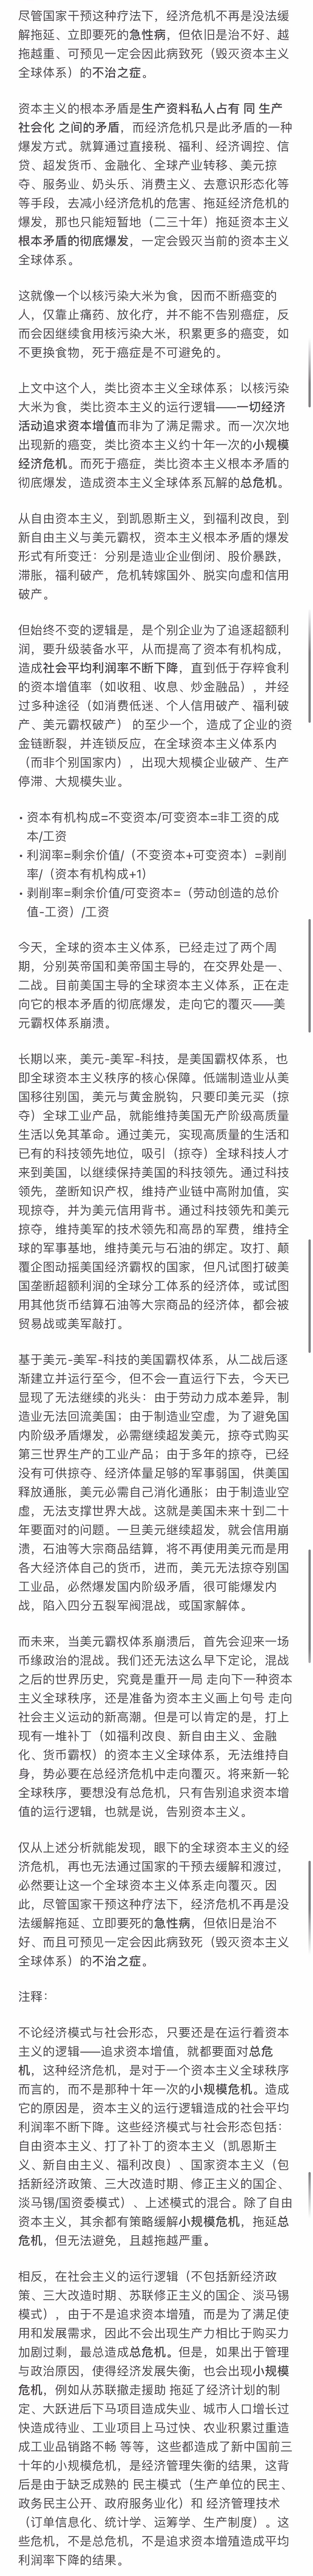 尽管国家干预这种疗法下，经济危机不再是没法缓
解拖延、立即要死的急性病，但依旧是治不好、越
拖越重、可预见一定会因此病致死（毁灭资本主义
全球体系）的不治之症。
资本主义的根本矛盾是生产资料私人占有 同 生产
社会化 之间的矛盾，而经济危机只是此矛盾的一种
爆发方式。就算通过直接税、福利、经济调控、信
贷、超发货币、金融化、全球产业转移、美元掠
夺、服务业、奶头乐、消费主义、去意识形态化等
等手段，去减小经济危机的危害、拖延经济危机的
爆发，那也只能短暂地（二三十年）拖延资本主义
根本矛盾的彻底爆发，一定会毁灭当前的资本主义
全球体系。
这就像一个以核污染大米为食，因而不断癌变的
人，仅靠止痛药、放化疗，并不能不告别癌症，反
而会因继续食用核污染大米，积累更多的癌变，如
不更换食物，死于癌症是不可避免的。
上文中这个人，类比资本主义全球体系；以核污染
大米为食，类比资本主义的运行逻辑——一切经济
活动追求资本增值而非为了满足需求。而一次次地
出现新的癌变，类比资本主义约十年一次的小规模
经济危机。而死于癌症，类比资本主义根本矛盾的
彻底爆发，造成资本主义全球体系瓦解的总危机。
从自由资本主义，到凯恩斯主义，到福利改良，到
新自由主义与美元霸权，资本主义根本矛盾的爆发
形式有所变迁：分别是造业企业倒闭、股价暴跌，
滞胀，福利破产，危机转嫁国外、脱实向虚和信用
破产。
但始终不变的逻辑是，是个别企业为了追逐超额利
润，要升级装备水平，从而提高了资本有机构成，
造成社会平均利润率不断下降，直到低于存粹食利
的资本增值率（如收租、收息、炒金融品），并经
过多种途径（如消费低迷、个人信用破产、福利破
产、美元霸权破产） 的至少一个，造成了企业的资
金链断裂，并连锁反应，在全球资本主义体系内
（而非个别国家内），出现大规模企业破产、生产
停滞、大规模失业。
• 资本有机构成=不变资本/可变资本=非工资的成
本/工资
• 利润率=剩余价值/（不变资本+可变资本）=剥削
率/（资本有机构成+1）
• 剥削率=剩余价值/可变资本=（劳动创造的总价
值-工资）/工资
今天，全球的资本主义体系，已经走过了两个周
期，分别英帝国和美帝国主导的，在交界处是一、
二战。目前美国主导的全球资本主义体系，正在走
向它的根本矛盾的彻底爆发，走向它的覆灭——美
元霸权体系崩溃。
长期以来，美元-美军-科技，是美国霸权体系，也
即全球资本主义秩序的核心保障。低端制造业从美
国移往别国，美元与黄金脱钩，只要印美元买（掠
夺）全球工业产品，就能维持美国无产阶级高质量
生活以免其革命。通过美元，实现高质量的生活和
已有的科技领先地位，吸引（掠夺）全球科技人才
来到美国，以继续保持美国的科技领先。通过科技
领先，垄断知识产权，维持产业链中高附加值，实
现掠夺，并为美元信用背书。通过科技领先和美元
掠夺，维持美军的技术领先和高昂的军费，维持全
球的军事基地，维持美元与石油的绑定。攻打、颠
覆企图动摇美国经济霸权的国家，但凡试图打破美
国垄断超额利润的全球分工体系的经济体，或试图
用其他货币结算石油等大宗商品的经济体，都会被
贸易战或美军敲打。
基于美元-美军-科技的美国霸权体系，从二战后逐
渐建立并运行至今，但不会一直运行下去，今天已
显现了无法继续的兆头：由于劳动力成本差异，制
造业无法回流美国；由于制造业空虚，为了避免国
内阶级矛盾爆发，必需继续超发美元，掠夺式购买
第三世界生产的工业产品；由于多年的掠夺，已经
没有可供掠夺、经济体量足够的军事弱国，供美国
释放通胀，美元必需自己消化通胀；由于制造业空
虚，无法支撑世界大战。这就是美国未来十到二十
年要面对的问题。一旦美元继续超发，就会信用崩
溃，石油等大宗商品结算，将不再使用美元而是用
各大经济体自己的货币，进而，美元无法掠夺别国
工业品，必然爆发国内阶级矛盾，很可能爆发内
战，陷入四分五裂军阀混战，或国家解体。
而未来，当美元霸权体系崩溃后，首先会迎来一场
币缘政治的混战。我们还无法这么早下定论，混战
之后的世界历史，究竟是重开一局 走向下一种资本
主义全球秩序，还是准备为资本主义画上句号 走向
社会主义运动的新高潮。但是可以肯定的是，打上
现有一堆补丁（如福利改良、新自由主义、金融
化、货币霸权）的资本主义全球体系，无法维持自
身，势必要在总经济危机中走向覆灭。将来新一轮
全球秩序，要想没有总危机，只有告别追求资本增
值的运行逻辑，也就是说，告别资本主义。
仅从上述分析就能发现，眼下的全球资本主义的经
济危机，再也无法通过国家的干预去缓解和渡过，
必然要让这一个全球资本主义体系走向覆灭。因
此，尽管国家干预这种疗法下，经济危机不再是没
法缓解拖延、立即要死的急性病，但依旧是治不
好、而且可预见一定会因此病致死（毁灭资本主义
全球体系）的不治之症。
注释：
不论经济模式与社会形态，只要还是在运行着资本
主义的逻辑——追求资本增值，就都要面对总危
机，这种经济危机，是对于一个资本主义全球秩序
而言的，而不是那种十年一次的小规模危机。造成
它的原因是，资本主义的运行逻辑造成的社会平均
利润率不断下降。这些经济模式与社会形态包括：
自由资本主义、打了补丁的资本主义（凯恩斯主
义、新自由主义、福利改良）、国家资本主义（包
括新经济政策、三大改造时期、修正主义的国企、
淡马锡/国资委模式）、上述模式的混合。除了自由
资本主义，其余都有策略缓解小规模危机，拖延总
危机，但无法避免，且越拖越严重。
相反，在社会主义的运行逻辑（不包括新经济政
策、三大改造时期、苏联修正主义的国企、淡马锡
模式），由于不是追求资本增殖，而是为了满足使
用和发展需求，因此不会出现生产力相比于购买力
加剧过剩，最总造成总危机。但是，如果出于管理
与政治原因，使得经济发展失衡，也会出现小规模
危机，例如从苏联撤走援助 拖延了经济计划的制
定、大跃进后下马项目造成失业、城市人口增长过
快造成待业、工业项目上马过快、农业积累过重造
成工业品销路不畅 等等，这些都造成了新中国前三
十年的小规模危机，是经济管理失衡的结果，这背
后是由于缺乏成熟的 民主模式（生产单位的民主、
政务民主公开、政府服务业化）和 经济管理技术
（订单信息化、统计学、运筹学、生产制度）。这
些危机，不是总危机，不是追求资本增殖造成平均
利润率下降的结果。